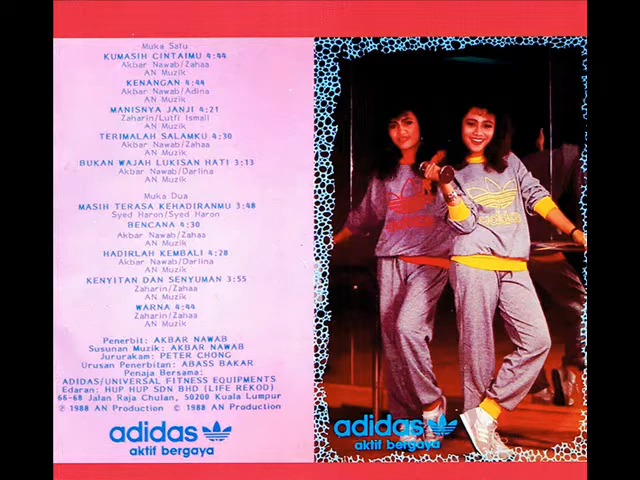 Muka Satu
KUMASIH CINTAIMU 4:44
Akbar Nawab/Zahaa
AN Muzik
KENANGAN 4:44
Akbar Nawab/Adina
AN Muzik
MANISNYA JANJI 4:21
Zaharin/Lutfi Ismail
AN Muzik
TERIMALAH SALAMKU 4:30
Akbar Nawab/Zahaa
AN Muzik
BUKAN WAJAH LUKISAN HATI 3:13
Akbar Nawab/Darlina
AN Muzik
Muka Dua
MASIH TERASA KEHADIRANMU 3:48
Syed Haron/Syed Haron
BENCANA 4:30
Akbar Nawab/Zahaa
AN Muzik
HADIRLAH KEMBALI 4:28
Akbar Nawab/Darlina
AN Muzik
KENYITAN DAN SENYUMAN 3:55
Zaharin/Zahaa
AN Muzik
WARNA 4:44
Zaharin/Zahaa
AN Muzik
Penerbit: AKBAR NAWAB
Susunan Muzik: AKBAR NAWAB
Jururakam: PETER CHONG
Urusan Penerbitan: ABASS BAKAR
Penaja Bersama:
ADIDAS/UNIVERSAL FITNESS EQUIPMENTS
Edaran: HUP HUP SDN BHD (LIFE REKOD)
66-68 Jalan Raja Chulan, 50200 Kuala Lumpur
℗ 1988 AN Production © 1988 AN Production
adidas
aktif bergaya
adidas
aktif bergaya